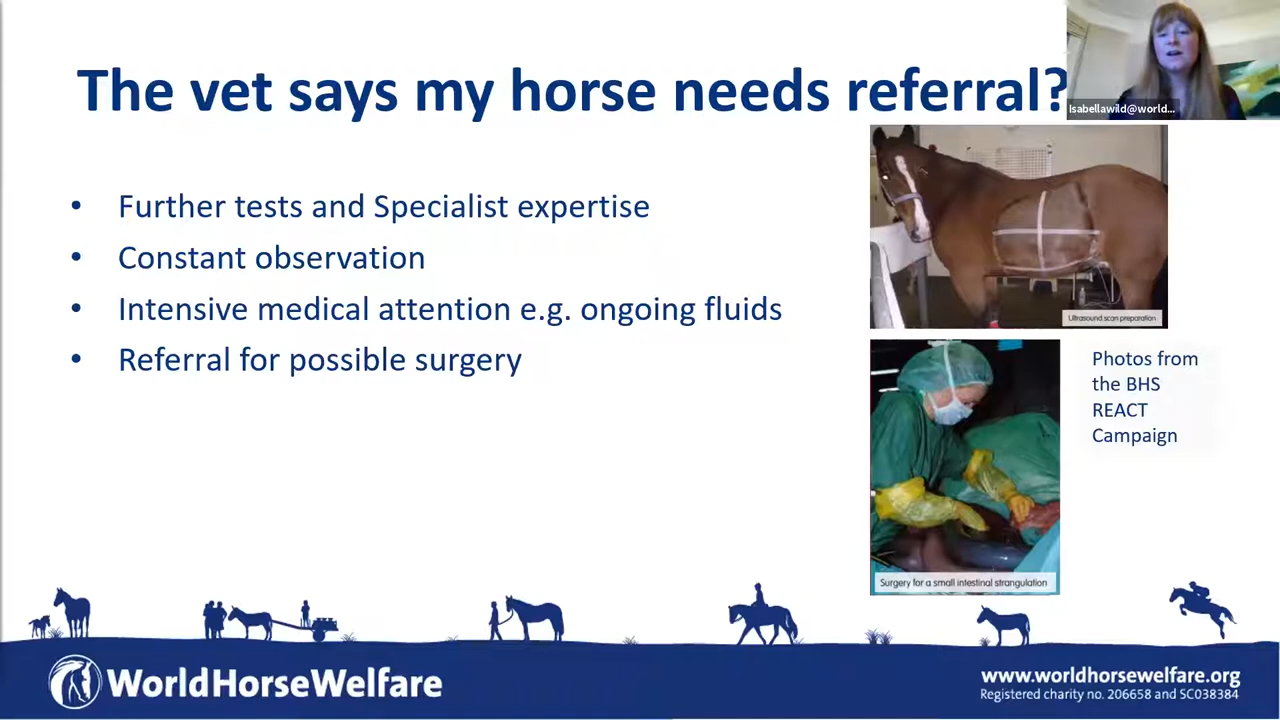 The vet says my horse needs referral?
Isabellawild@world...
• Further tests and Specialist expertise
• Constant observation
• Intensive medical attention e.g. ongoing fluids
• Referral for possible surgery
Ultrasound scan preparation
Photos from
the BHS
REACT
Campaign
Surgery for a small intestinal strangulation
WorldHorseWelfare
www.worldhorsewelfare.org
Registered charity no. 206658 and SC038384